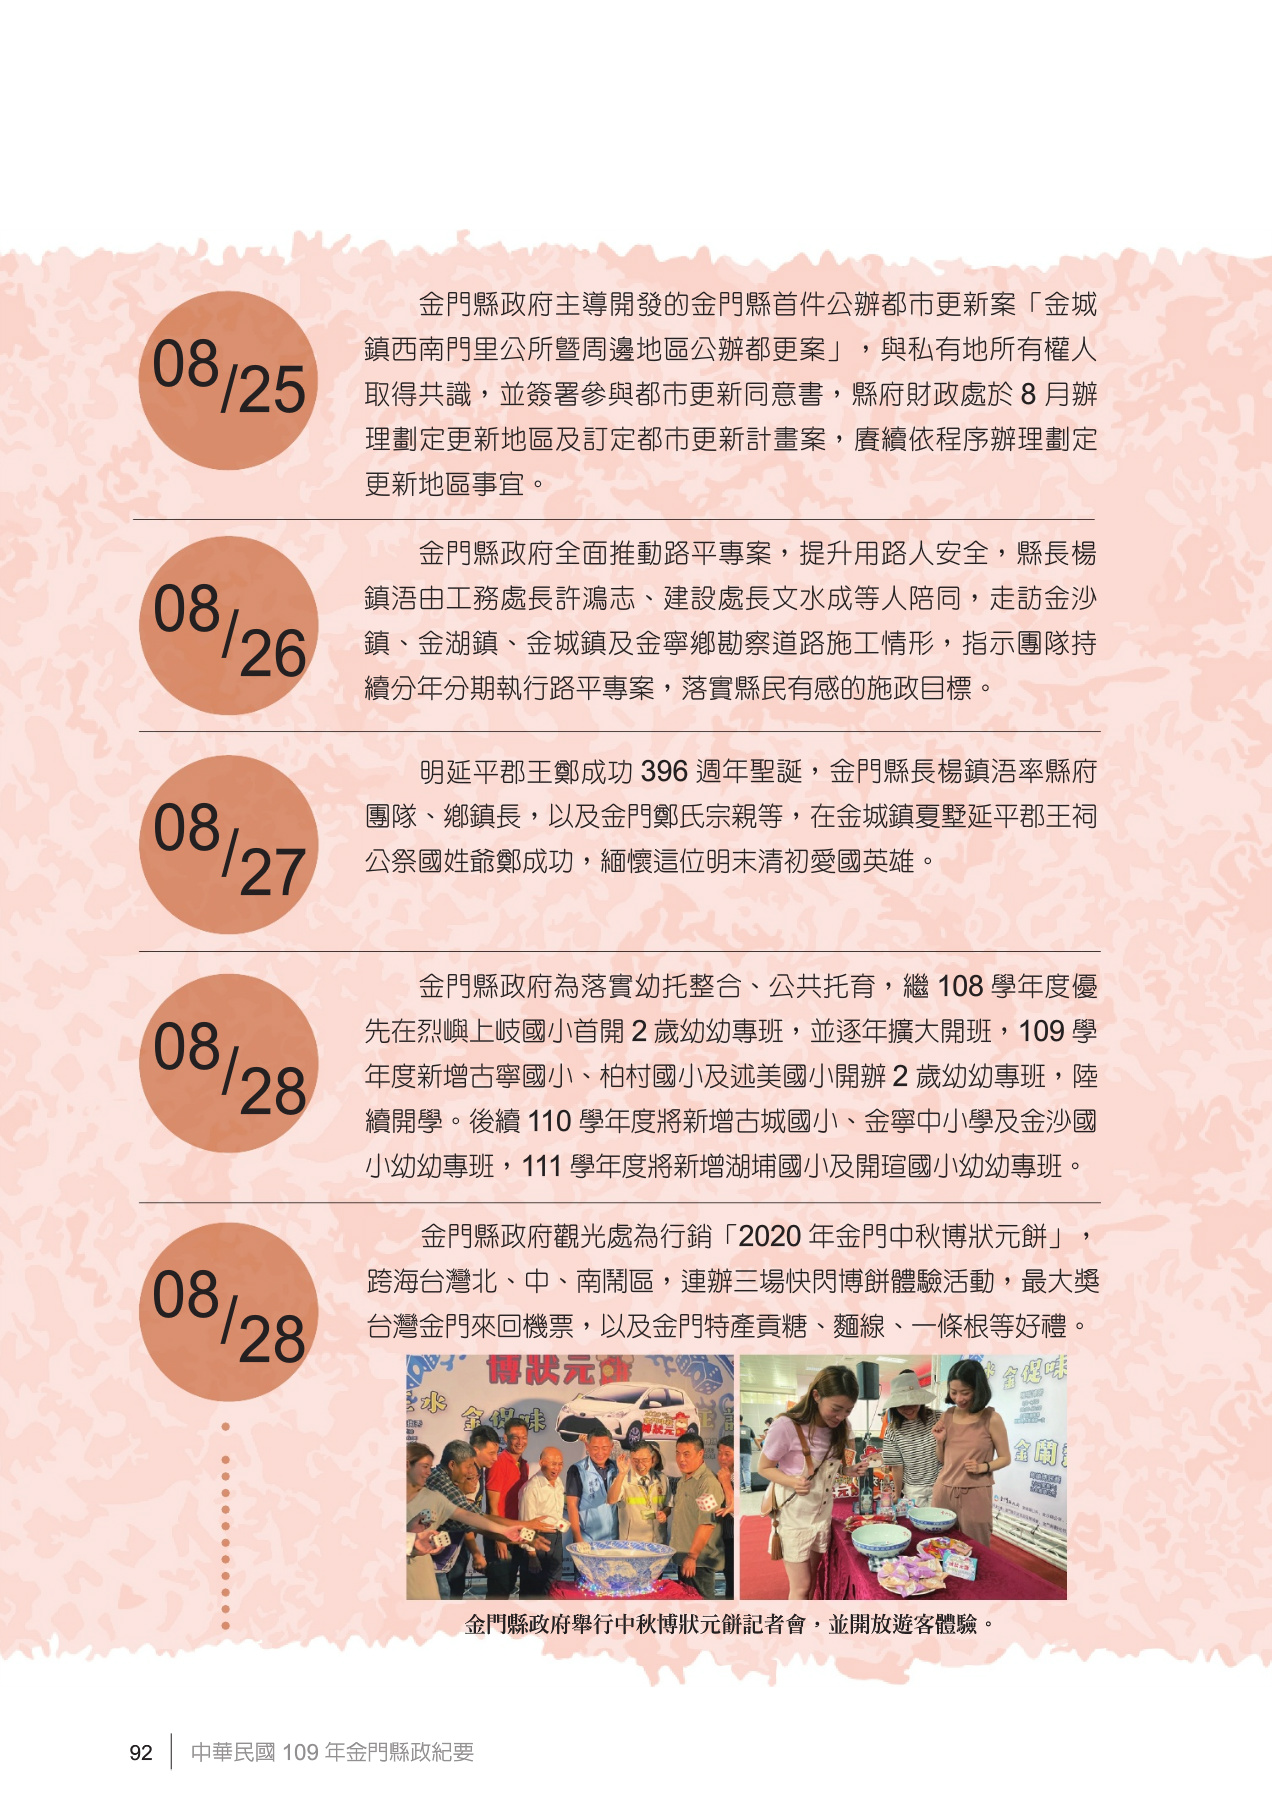 08/25
金門縣政府主導開發的金門縣首件公辦都市更新案「金城
鎮西南門里公所暨周邊地區公辦都更案」，與私有地所有權人
取得共識，並簽署參與都市更新同意書，縣府財政處於 8 月辦
理劃定更新地區及訂定都市更新計畫案，賡續依程序辦理劃定
更新地區事宜。
08/26
金門縣政府全面推動路平專案，提升用路人安全，縣長楊
鎮浯由工務處長許鴻志、建設處長文水成等人陪同，走訪金沙
鎮、金湖鎮、金城鎮及金寧鄉勘察道路施工情形，指示團隊持
續分年分期執行路平專案，落實縣民有感的施政目標。
08/27
明延平郡王鄭成功 396 週年聖誕，金門縣長楊鎮浯率縣府
團隊、鄉鎮長，以及金門鄭氏宗親等，在金城鎮夏墅延平郡王祠
公祭國姓爺鄭成功，緬懷這位明末清初愛國英雄。
08/28
金門縣政府為落實幼托整合、公共托育，繼 108 學年度優
先在烈嶼上岐國小首開 2 歲幼幼專班，並逐年擴大開班，109 學
年度新增古寧國小、柏村國小及述美國小開辦 2 歲幼幼專班，陸
續開學。後續 110 學年度將新增古城國小、金寧中小學及金沙國
小幼幼專班，111 學年度將新增湖埔國小及開瑄國小幼幼專班。
08/28
金門縣政府觀光處為行銷「2020 年金門中秋博狀元餅」，
跨海台灣北、中、南鬧區，連辦三場快閃博餅體驗活動，最大獎
台灣金門來回機票，以及金門特產貢糖、麵線、一條根等好禮。
博狀元餅
水
金促味
博狀元
金促味
金鬧
金門縣政府舉行中秋博狀元餅記者會，並開放遊客體驗。
92
中華民國 109 年金門縣政紀要